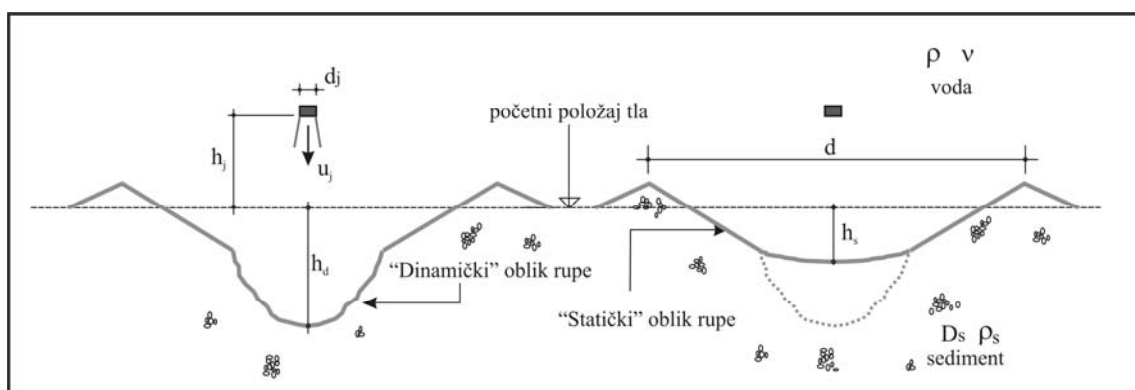 ρ ν
voda
dj
početni položaj tla
hj
uj
d
hs
hd
“Dinamički” oblik rupe
“Statički” oblik rupe
Ds ρs
sediment